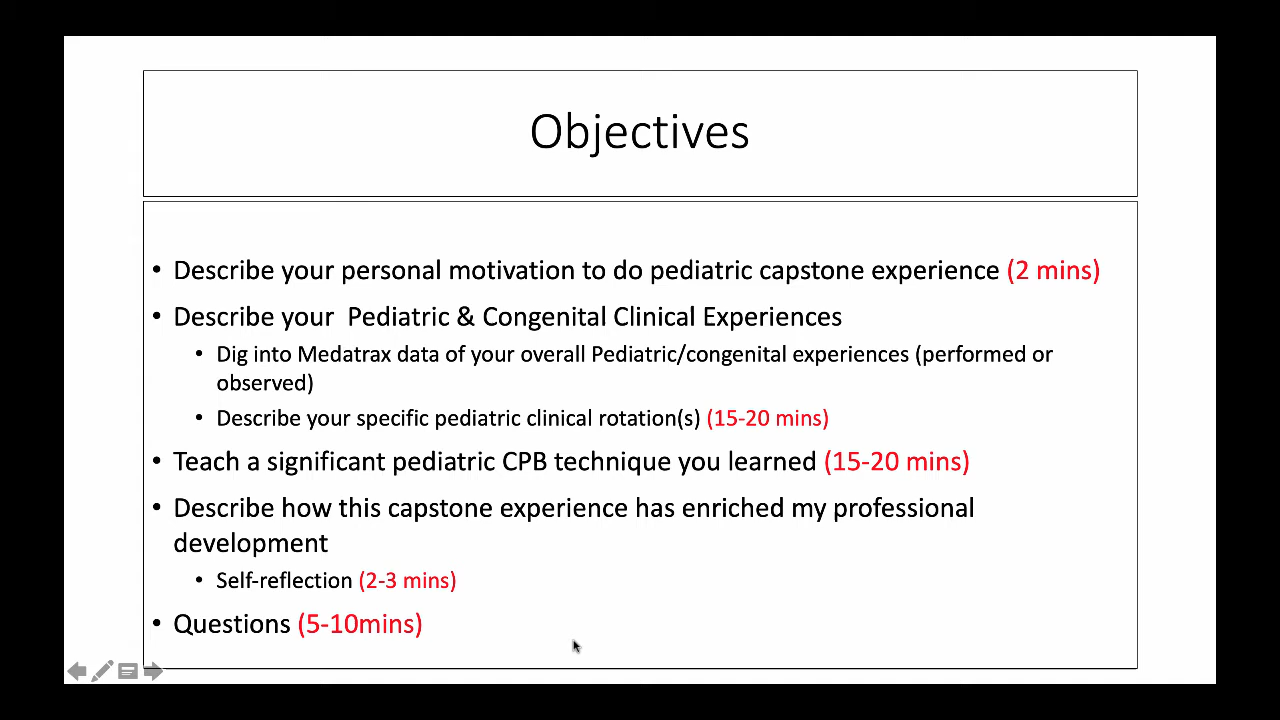 Objectives
• Describe your personal motivation to do pediatric capstone experience (2 mins)
• Describe your  Pediatric & Congenital Clinical Experiences
• Dig into Medatrax data of your overall Pediatric/congenital experiences (performed or
observed)
• Describe your specific pediatric clinical rotation(s) (15-20 mins)
• Teach a significant pediatric CPB technique you learned (15-20 mins)
• Describe how this capstone experience has enriched my professional
development
• Self-reflection (2-3 mins)
• Questions (5-10mins)